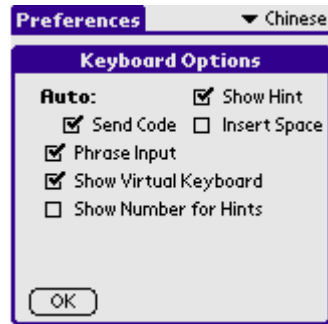 Preferences Chinese
Keyboard Options
Auto: Show Hint
Send Code Insert Space
Phrase Input
Show Virtual Keyboard
Show Number for Hints
OK